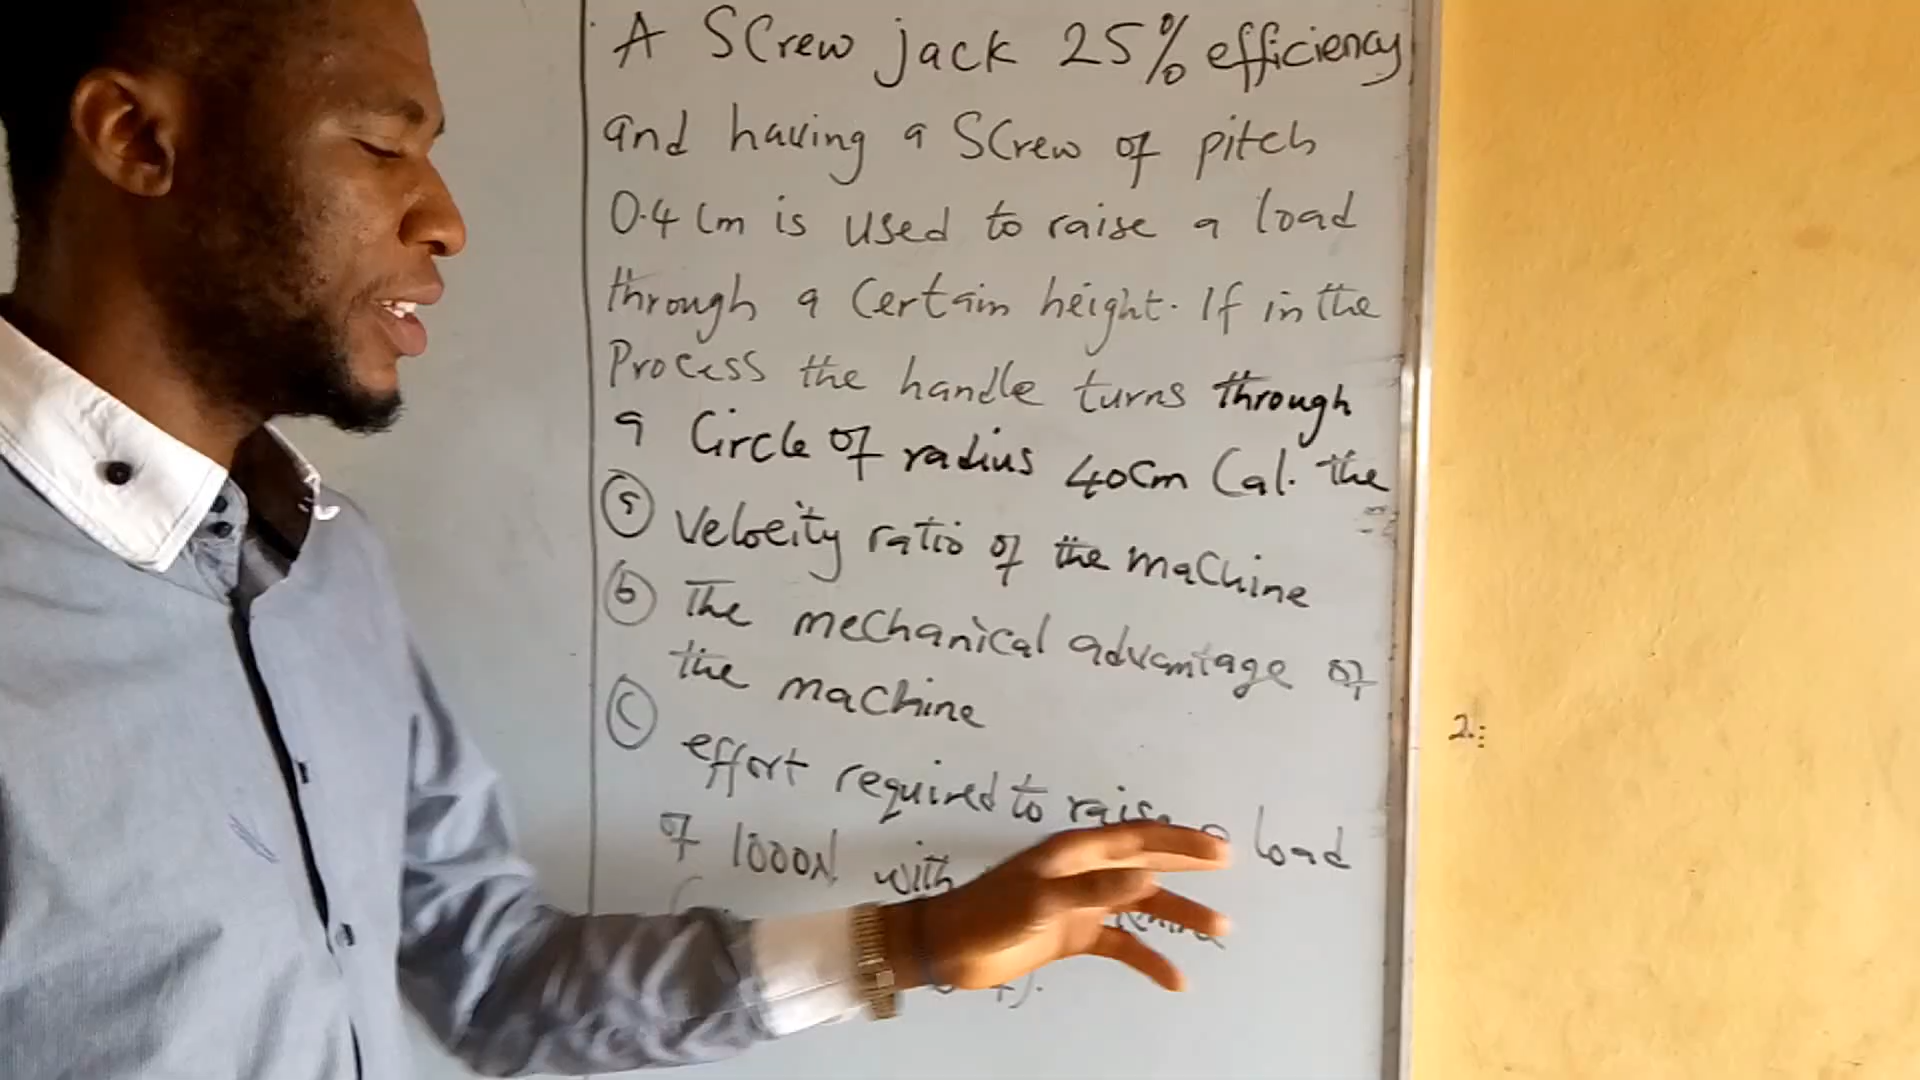 A Screw jack 25% efficiency
and having a Screw of pitch
0.4cm is used to raise a load
through a Certain height. If in the
Process the handle turns through
a Circle of radius 40cm Cal. the
(a) Velocity ratio of the machine
(b) The mechanical advantage of
the machine
(c) effort required to raise a load
of 1000N with
2: